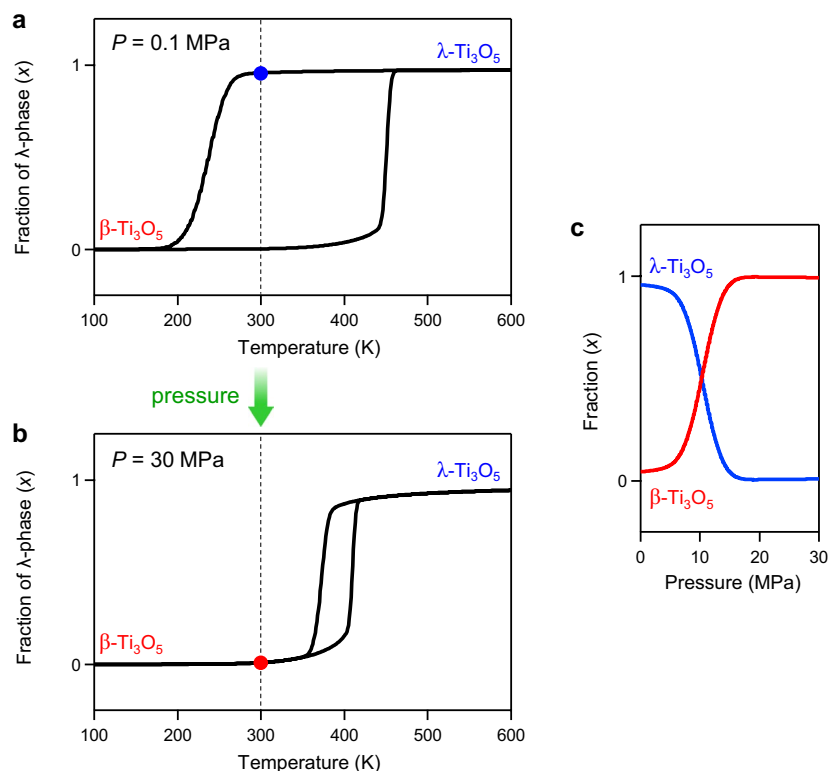 a
P = 0.1 MPa
λ-Ti₃O₅
1
Fraction of λ-phase (x)
β-Ti₃O₅
0
100 200 300 400 500 600
Temperature (K)
pressure
b
P = 30 MPa
λ-Ti₃O₅
1
Fraction of λ-phase (x)
β-Ti₃O₅
0
100 200 300 400 500 600
Temperature (K)
c
λ-Ti₃O₅
1
Fraction (x)
0
β-Ti₃O₅
0 10 20 30
Pressure (MPa)